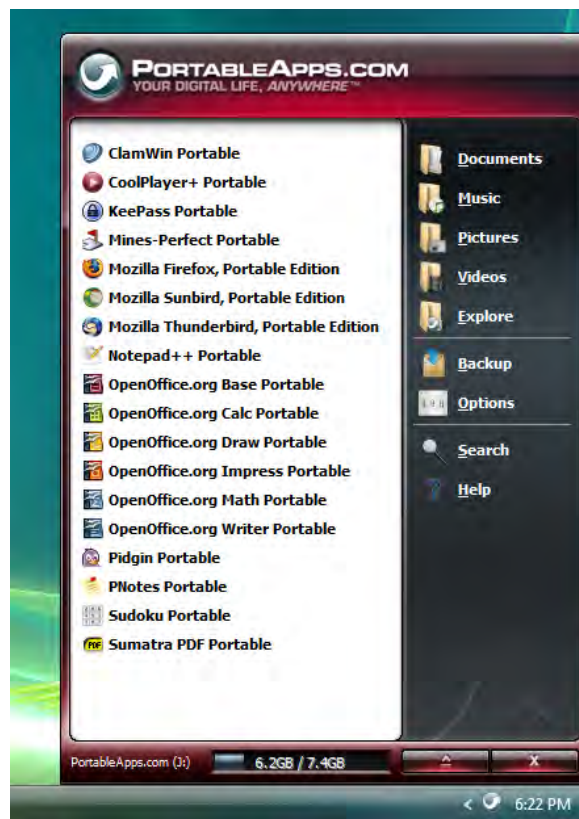 PORTABLEAPPS.COM
YOUR DIGITAL LIFE, ANYWHERE™
ClamWin Portable
CoolPlayer+ Portable
KeePass Portable
Mines-Perfect Portable
Mozilla Firefox, Portable Edition
Mozilla Sunbird, Portable Edition
Mozilla Thunderbird, Portable Edition
Notepad++ Portable
OpenOffice.org Base Portable
OpenOffice.org Calc Portable
OpenOffice.org Draw Portable
OpenOffice.org Impress Portable
OpenOffice.org Math Portable
OpenOffice.org Writer Portable
Pidgin Portable
PNotes Portable
Sudoku Portable
PDF Sumatra PDF Portable
Documents
Music
Pictures
Videos
Explore
Backup
Options
Search
Help
PortableApps.com (J:) 6.2GB / 7.4GB X
< 6:22 PM